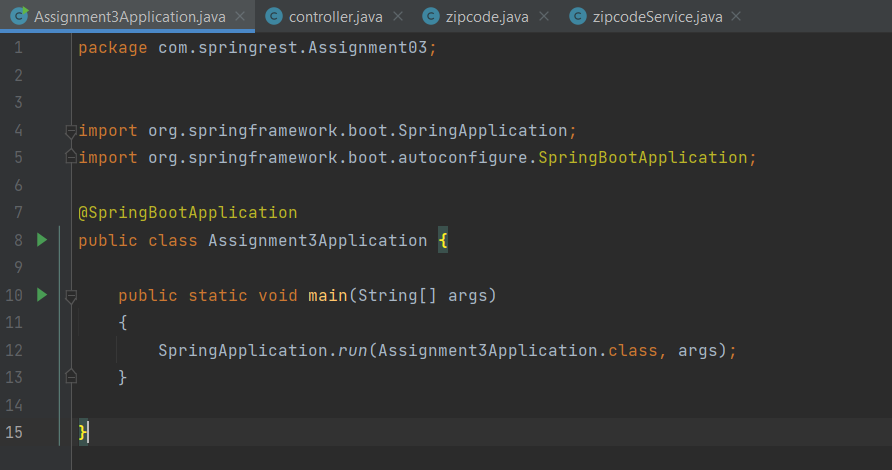 Assignment3Application.java controller.java zipcode.java zipcodeService.java
1 package com.springrest.Assignment03;
2
3
4 import org.springframework.boot.SpringApplication;
5 import org.springframework.boot.autoconfigure.SpringBootApplication;
6
7 @SpringBootApplication
8 public class Assignment3Application {
9
10 public static void main(String[] args)
11 {
12 SpringApplication.run(Assignment3Application.class, args);
13 }
14
15 }